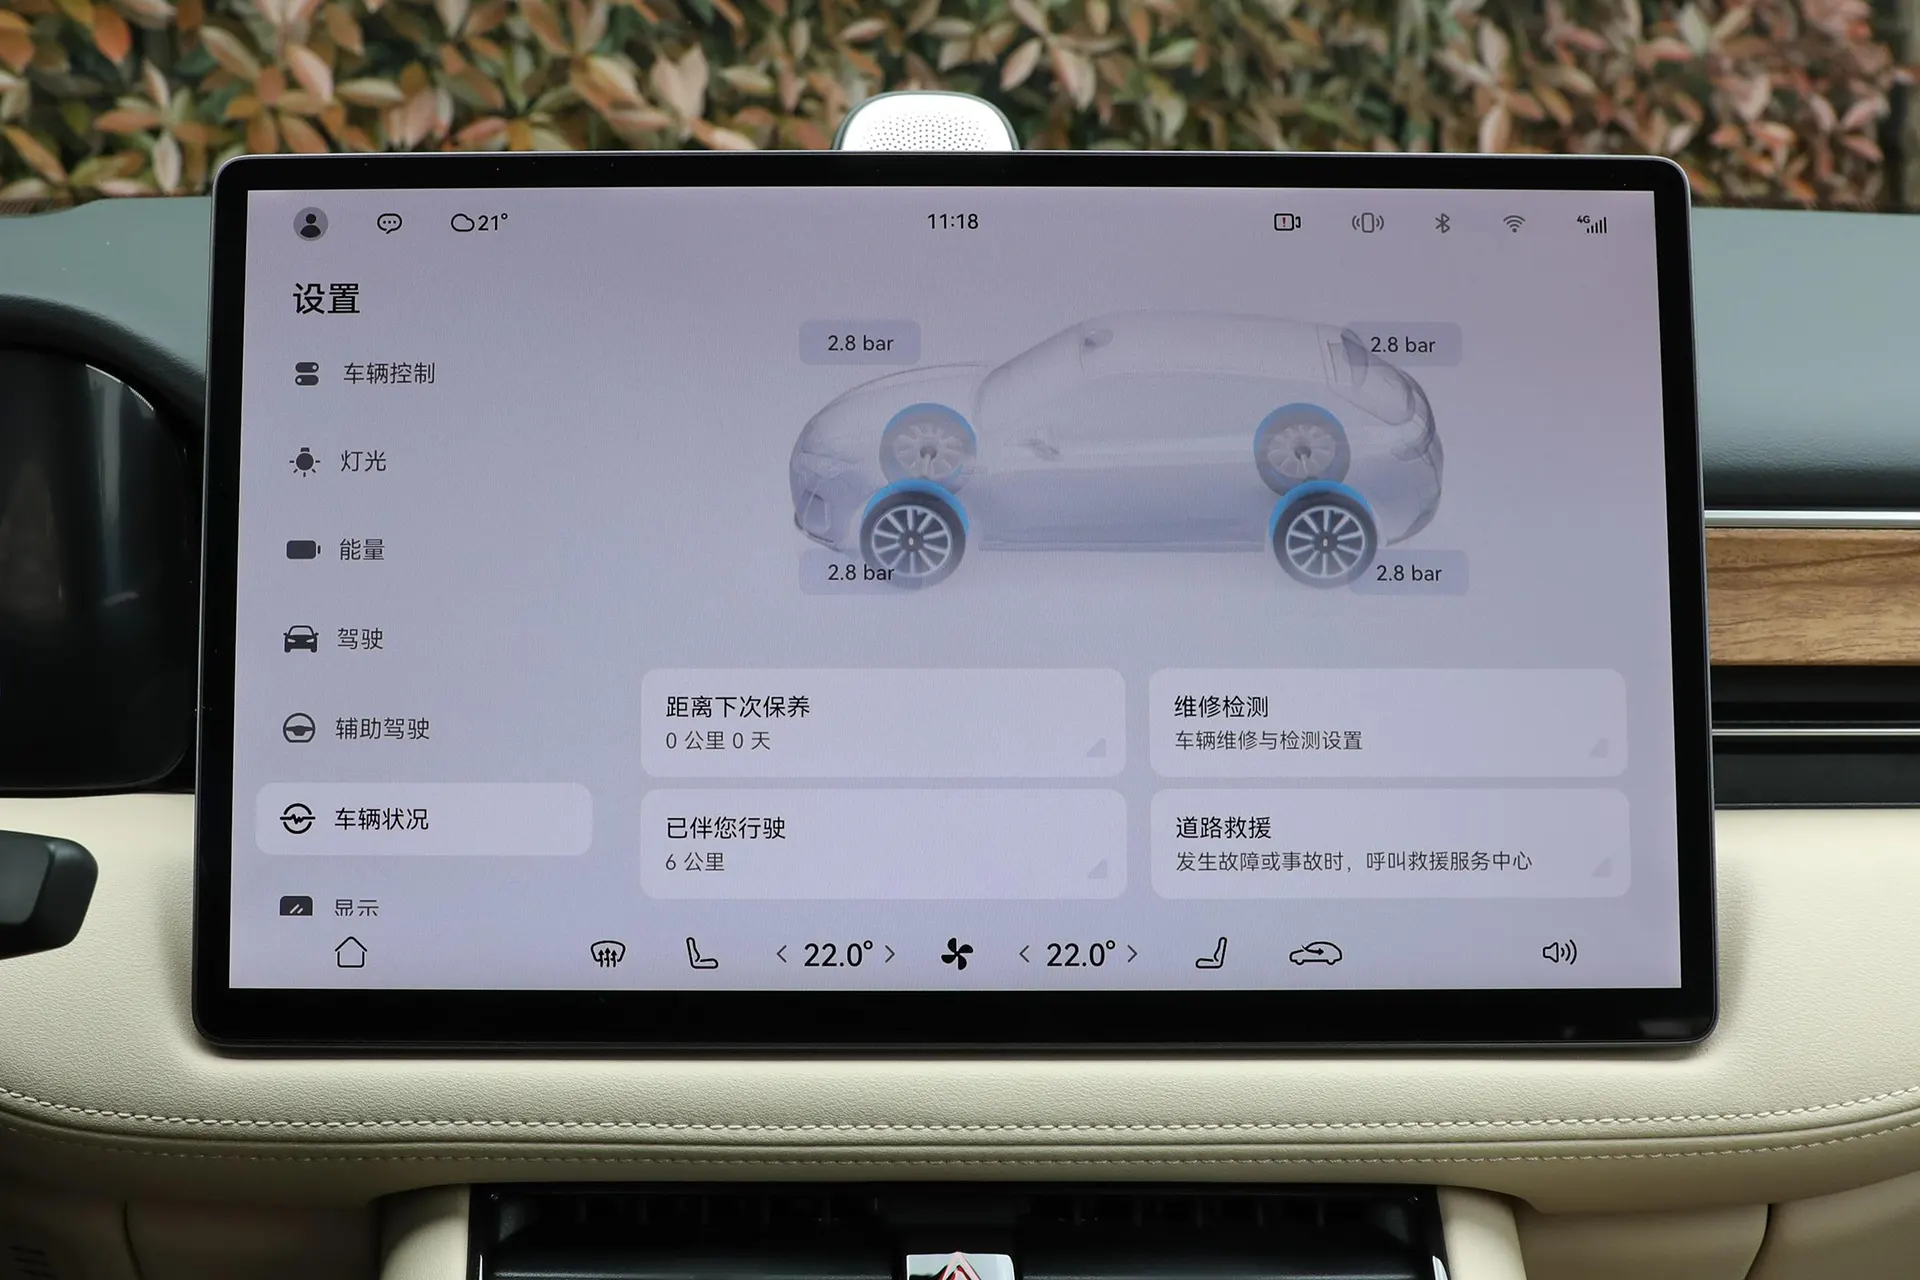 21°
11:18
4G
设置
车辆控制
灯光
能量
驾驶
辅助驾驶
车辆状况
显示
2.8 bar
2.8 bar
2.8 bar
2.8 bar
距离下次保养
0 公里 0 天
维修检测
车辆维修与检测设置
已伴您行驶
6 公里
道路救援
发生故障或事故时，呼叫救援服务中心
22.0°
22.0°